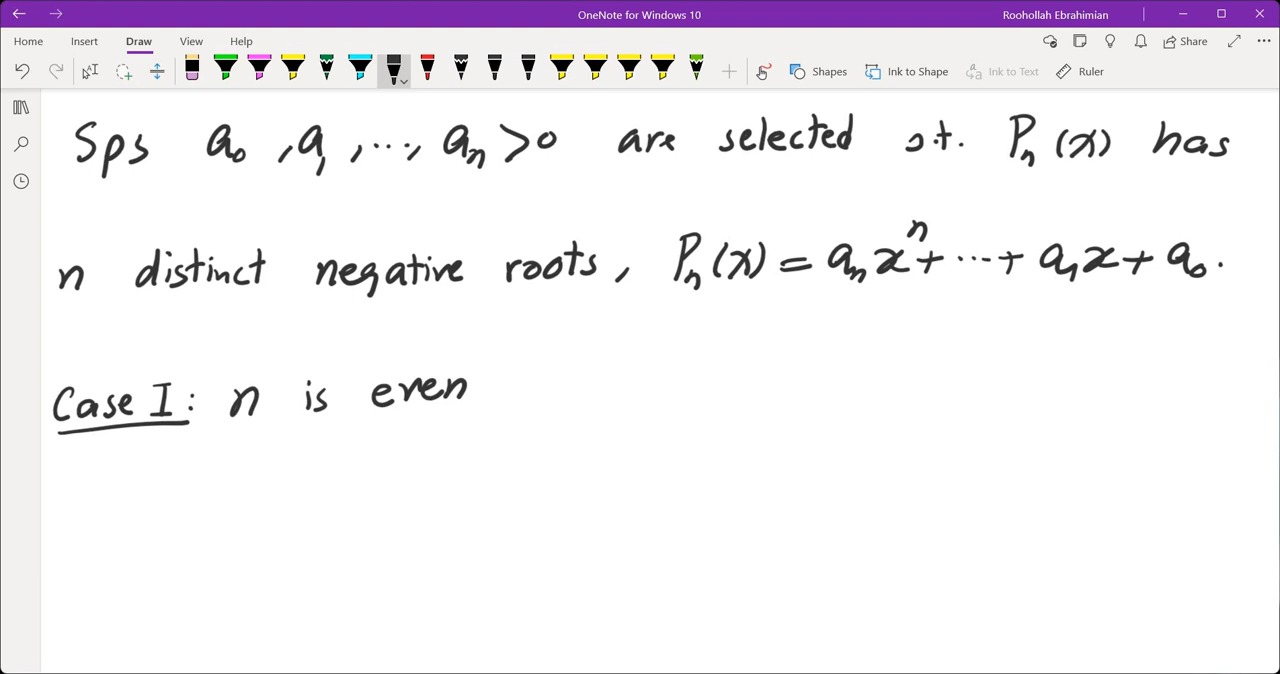 OneNote for Windows 10
Roohollah Ebrahimian
Home Insert Draw View Help
Share
Shapes Ink to Shape Ink to Text Ruler
Sps a₀, a₁, ..., aₙ > 0 are selected s.t. Pₙ(x) has
n distinct negative roots, Pₙ(x) = aₙxⁿ + ... + a₁x + a₀.
Case I: n is even